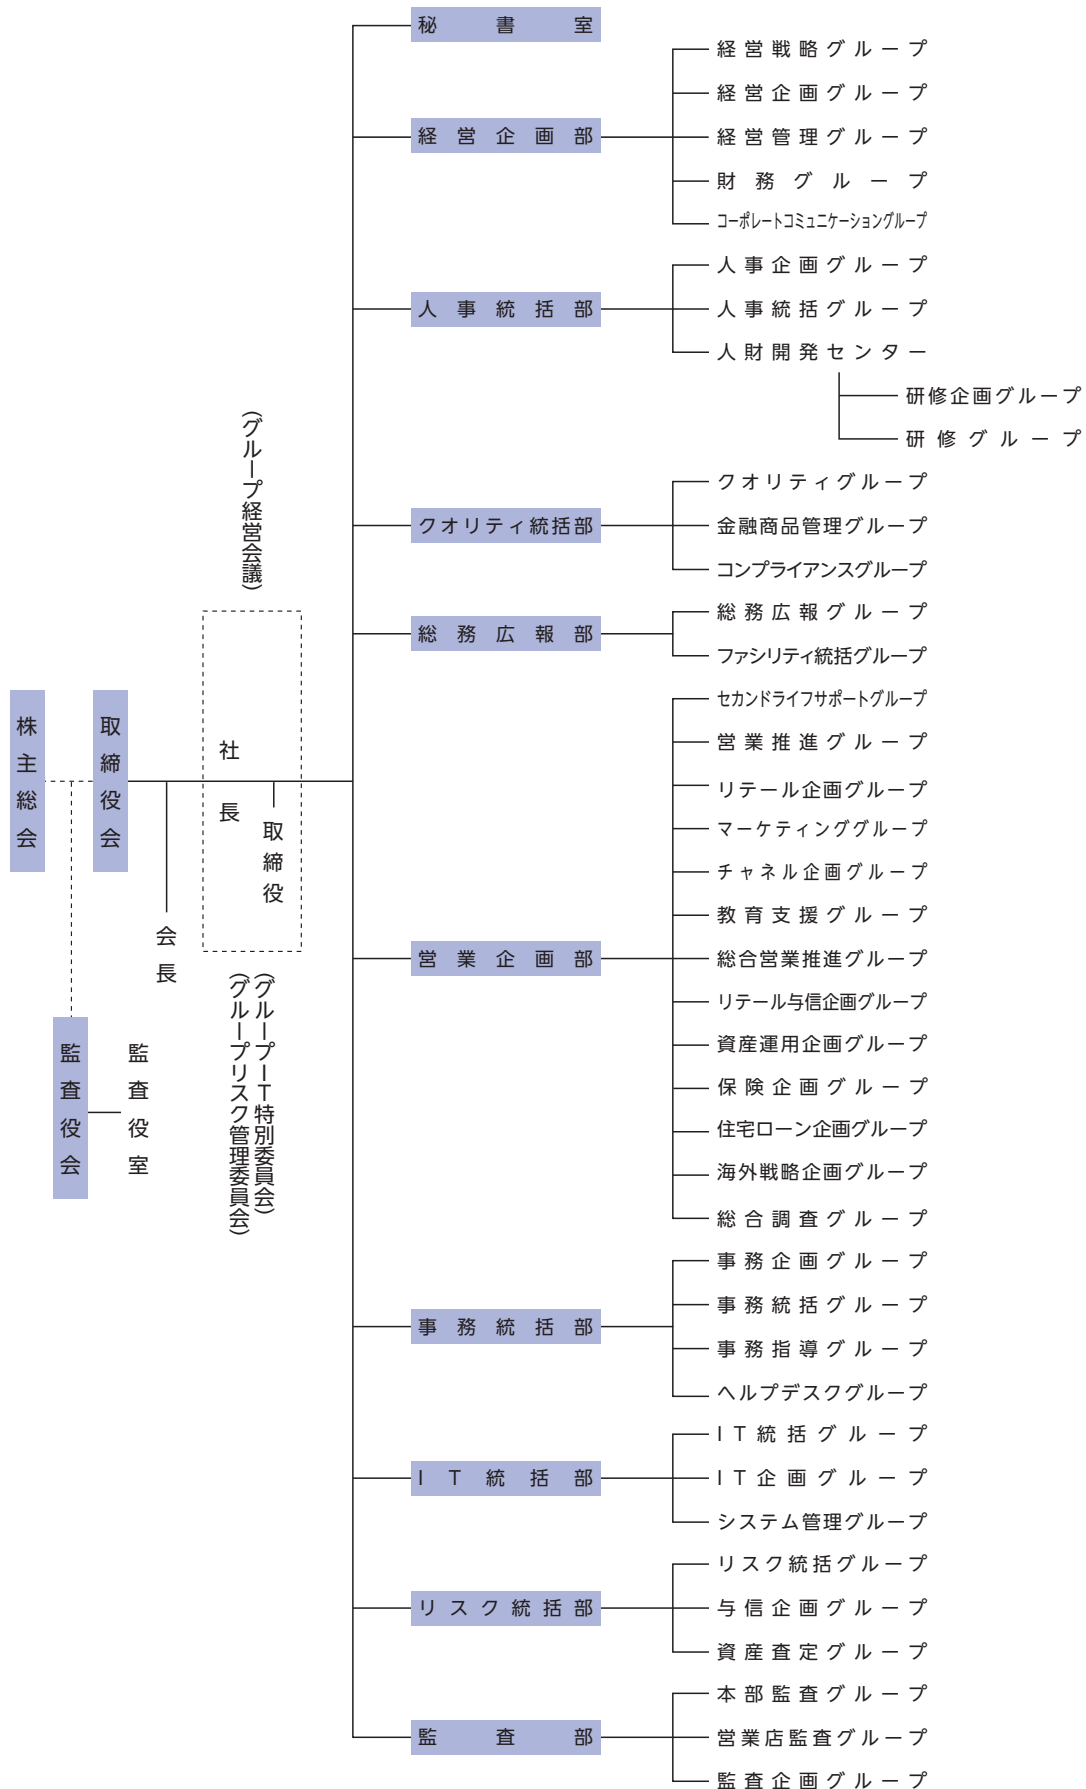 株主総会
取締役会
監査役会
監査役室
会長
(グループ経営会議)
社長
取締役
(グループIT特別委員会)
(グループリスク管理委員会)
秘書室
経営企画部
経営戦略グループ
経営企画グループ
経営管理グループ
財務グループ
コーポレートコミュニケーショングループ
人事統括部
人事企画グループ
人事統括グループ
人財開発センター
研修企画グループ
研修グループ
クオリティ統括部
クオリティグループ
金融商品管理グループ
コンプライアンスグループ
総務広報部
総務広報グループ
ファシリティ統括グループ
営業企画部
セカンドライフサポートグループ
営業推進グループ
リテール企画グループ
マーケティンググループ
チャネル企画グループ
教育支援グループ
総合営業推進グループ
リテール与信企画グループ
資産運用企画グループ
保険企画グループ
住宅ローン企画グループ
海外戦略企画グループ
総合調査グループ
事務統括部
事務企画グループ
事務統括グループ
事務指導グループ
ヘルプデスクグループ
IT統括部
IT統括グループ
IT企画グループ
システム管理グループ
リスク統括部
リスク統括グループ
与信企画グループ
資産査定グループ
監査部
本部監査グループ
営業店監査グループ
監査企画グループ